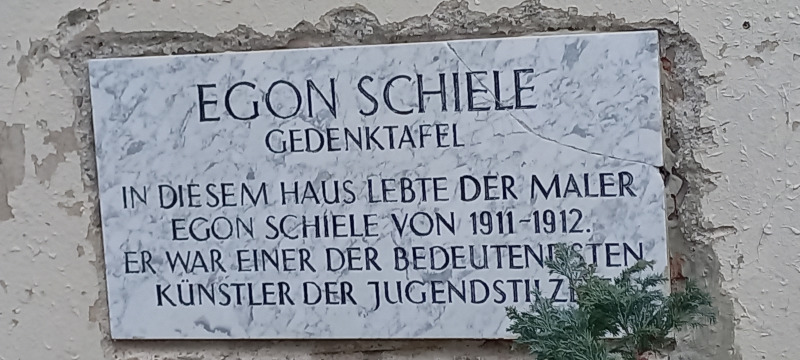 EGON SCHIELE
GEDENKTAFEL
IN DIESEM HAUS LEBTE DER MALER
EGON SCHIELE VON 1911-1912.
ER WAR EINER DER BEDEUTENDSTEN
KÜNSTLER DER